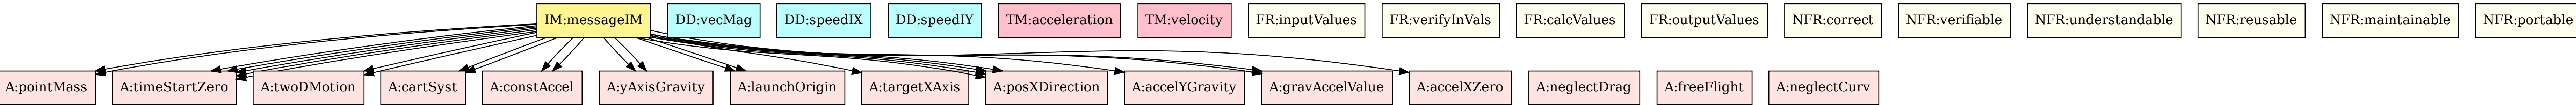 IM:messageIM
DD:vecMag
DD:speedIX
DD:speedIY
TM:acceleration
TM:velocity
FR:inputValues
FR:verifyInVals
FR:calcValues
FR:outputValues
NFR:correct
NFR:verifiable
NFR:understandable
NFR:reusable
NFR:maintainable
NFR:portable
A:pointMass
A:timeStartZero
A:twoDMotion
A:cartSyst
A:constAccel
A:yAxisGravity
A:launchOrigin
A:targetXAxis
A:posXDirection
A:accelYGravity
A:gravAccelValue
A:accelXZero
A:neglectDrag
A:freeFlight
A:neglectCurv